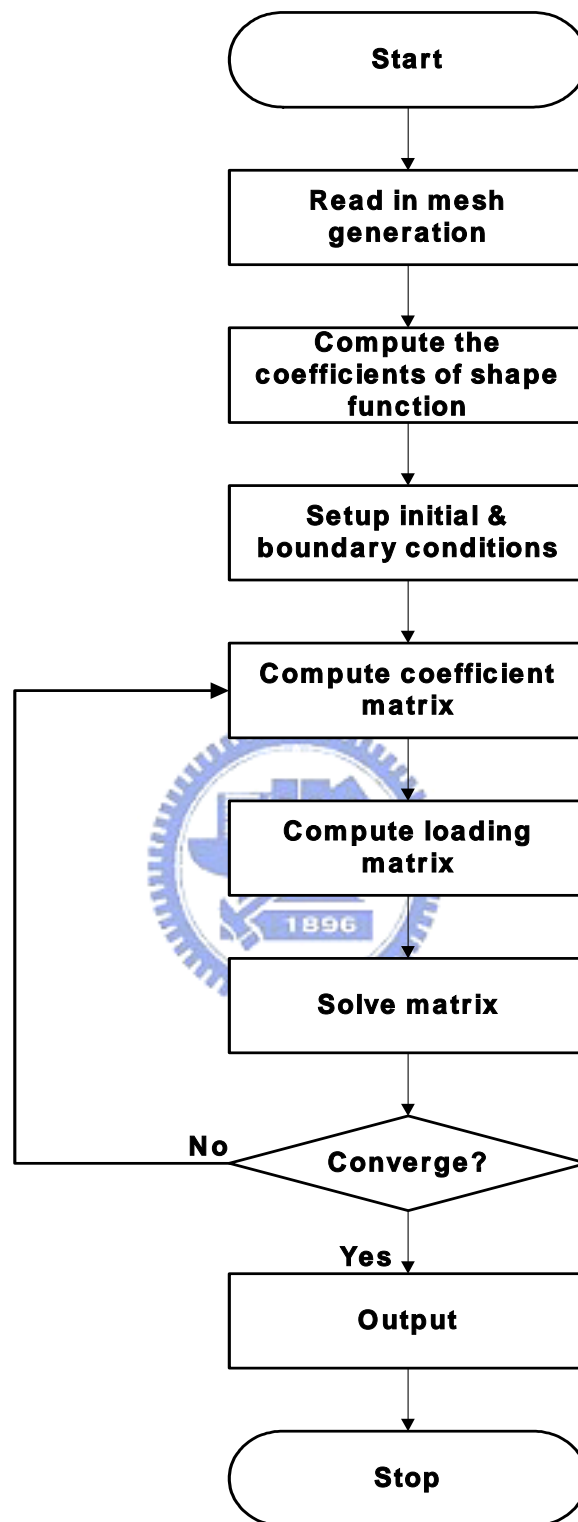 Start
Read in mesh
generation
Compute the
coefficients of shape
function
Setup initial &
boundary conditions
Compute coefficient
matrix
Compute loading
matrix
1896
Solve matrix
No
Converge?
Yes
Output
Stop